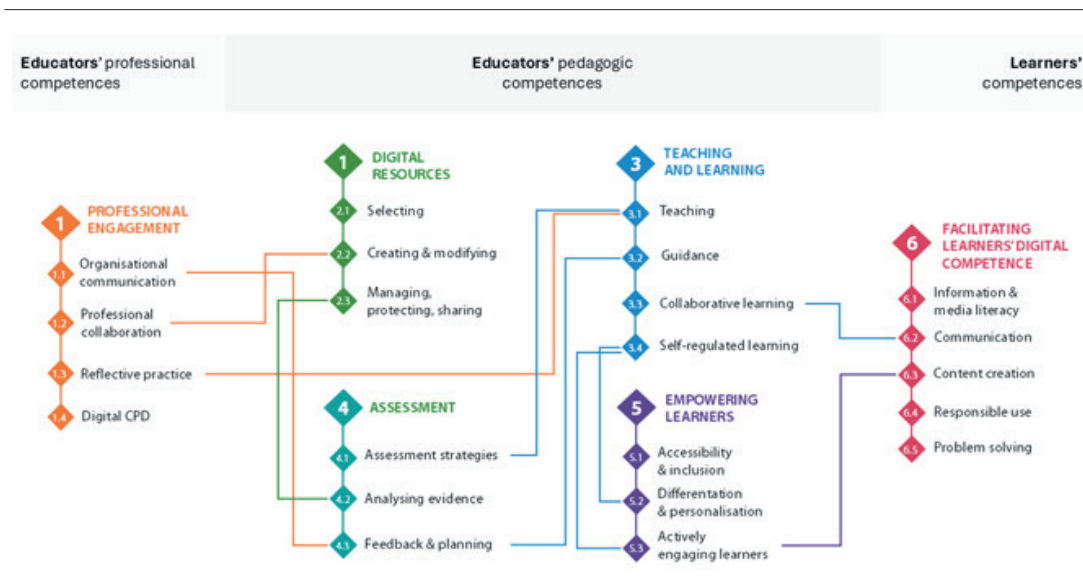 Educators' professional
competences
Educators' pedagogic
competences
Learners'
competences
1
PROFESSIONAL
ENGAGEMENT
1.1
Organisational
communication
1.2
Professional
collaboration
1.3
Reflective practice
1.4
Digital CPD
1
DIGITAL
RESOURCES
2.1
Selecting
2.2
Creating & modifying
2.3
Managing,
protecting, sharing
4
ASSESSMENT
4.1
Assessment strategies
4.2
Analysing evidence
4.3
Feedback & planning
3
TEACHING
AND LEARNING
3.1
Teaching
3.2
Guidance
3.3
Collaborative learning
3.4
Self-regulated learning
5
EMPOWERING
LEARNERS
5.1
Accessibility
& inclusion
5.2
Differentation
& personalisation
5.3
Actively
engaging learners
6
FACILITATING
LEARNERS'DIGITAL
COMPETENCE
6.1
Information &
media literacy
6.2
Communication
6.3
Content creation
6.4
Responsible use
6.5
Problem solving